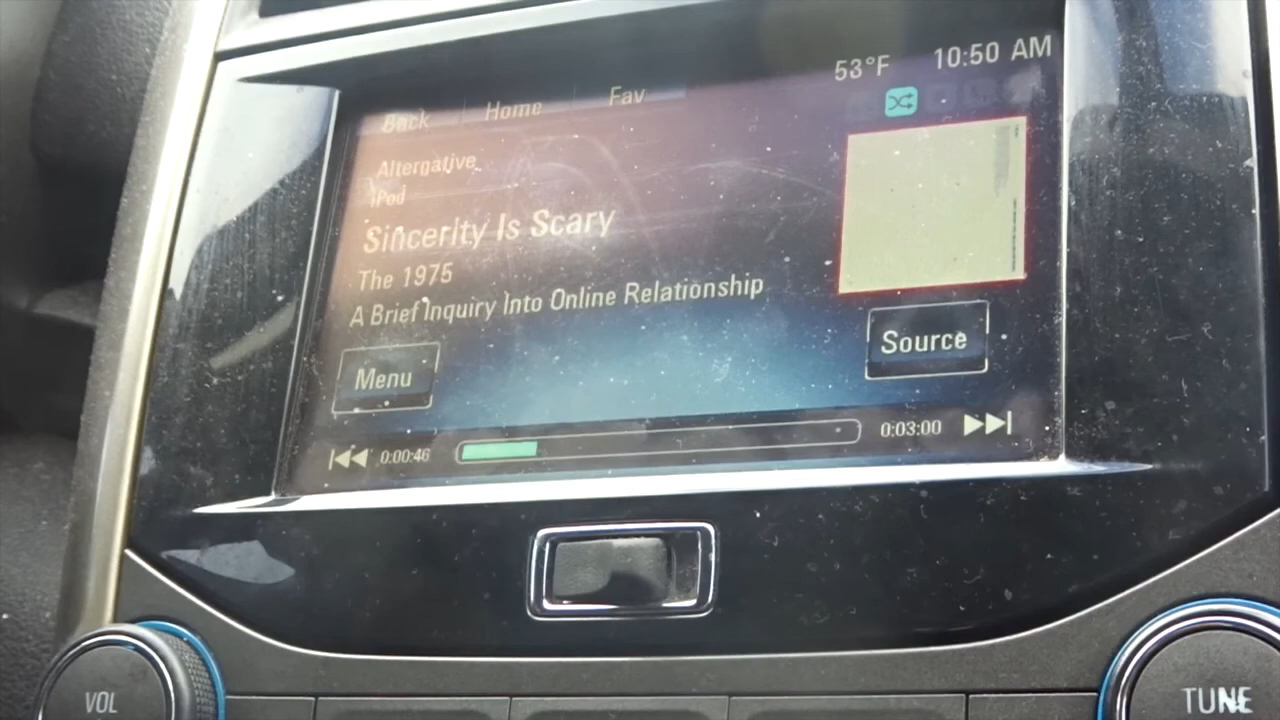 53°F 10:50 AM
Back Home Fav
Altergative
iPod
Sincerity Is Scary
The 1975
A Brief Inquiry Into Online Relationship
Menu
Source
0:00:46
0:03:00
VOL
TUNE